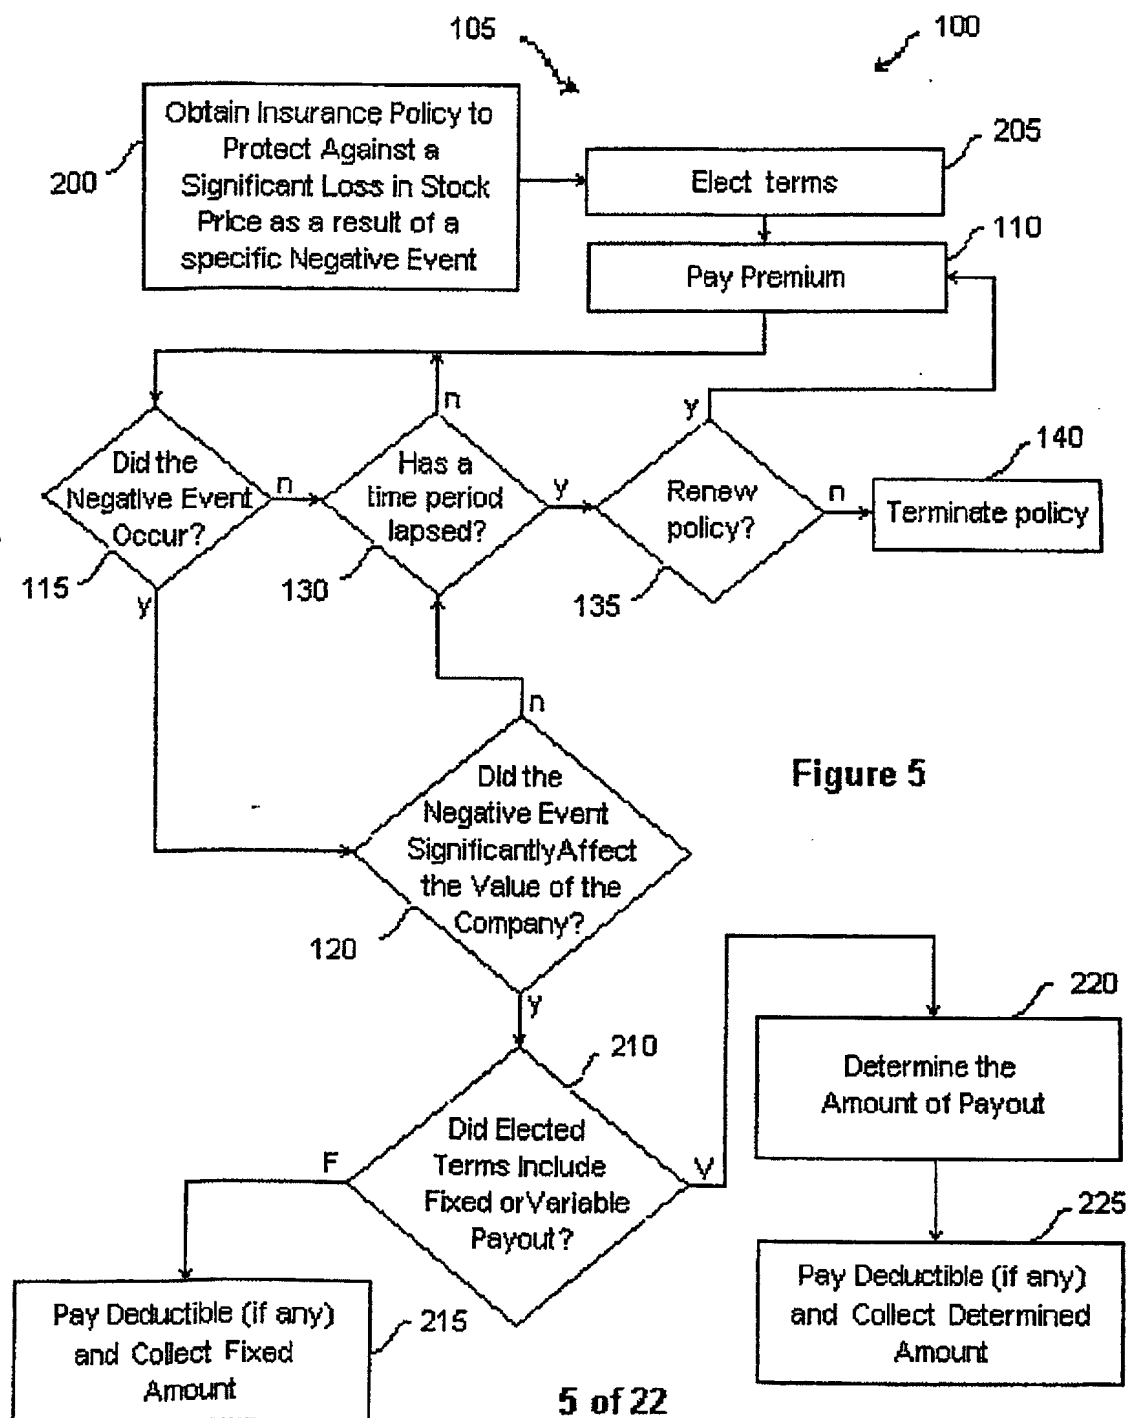 105
100
Obtain Insurance Policy to
Protect Against a
Significant Loss in Stock
Price as a result of a
specific Negative Event
200
205
Elect terms
110
Pay Premium
Did the
Negative Event
Occur?
115
n
y
Has a
time period
lapsed?
130
n
y
Renew
policy?
135
y
n
140
Terminate policy
n
Did the
Negative Event
Significantly Affect
the Value of the
Company?
120
y
Figure 5
210
Did Elected
Terms Include
Fixed or Variable
Payout?
F
V
220
Determine the
Amount of Payout
225
Pay Deductible (if any)
and Collect Determined
Amount
Pay Deductible (if any)
and Collect Fixed
Amount
215
5 of 22